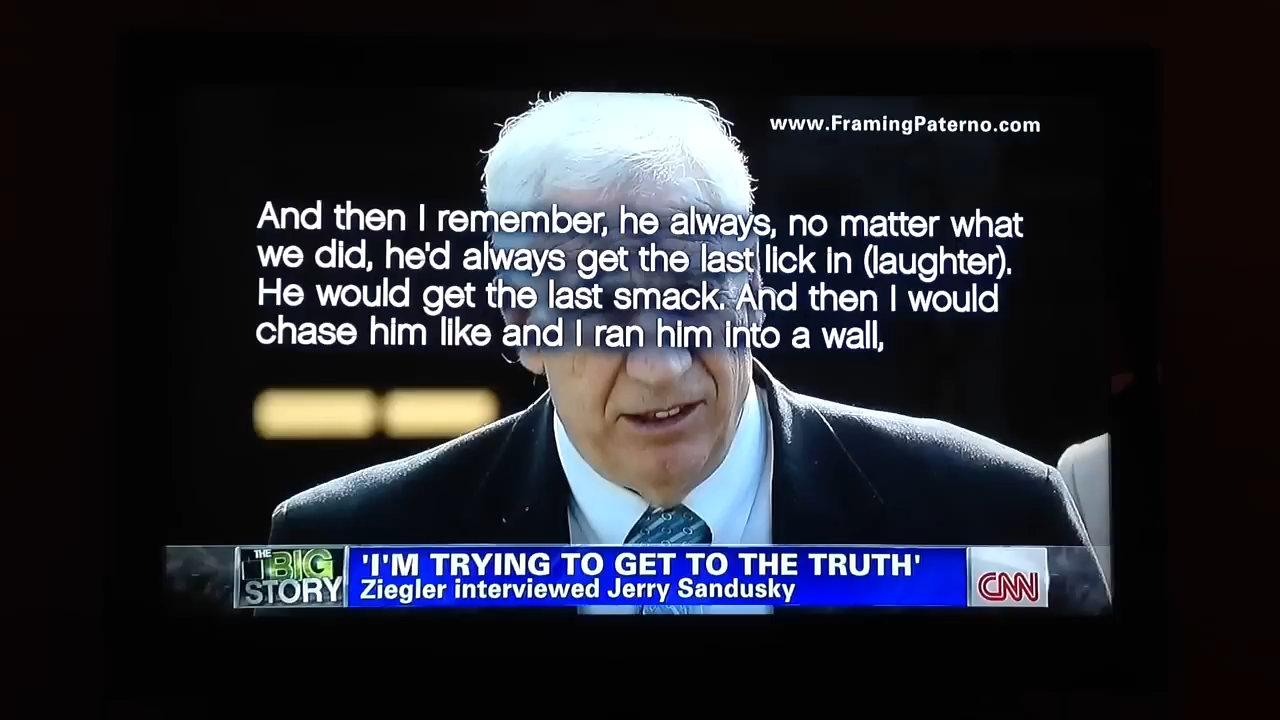 www.FramingPaterno.com
And then I remember, he always, no matter what
we did, he'd always get the last lick in (laughter).
He would get the last smack. And then I would
chase him like and I ran him into a wall,
THE BIG STORY
'I'M TRYING TO GET TO THE TRUTH'
Ziegler interviewed Jerry Sandusky
CNN